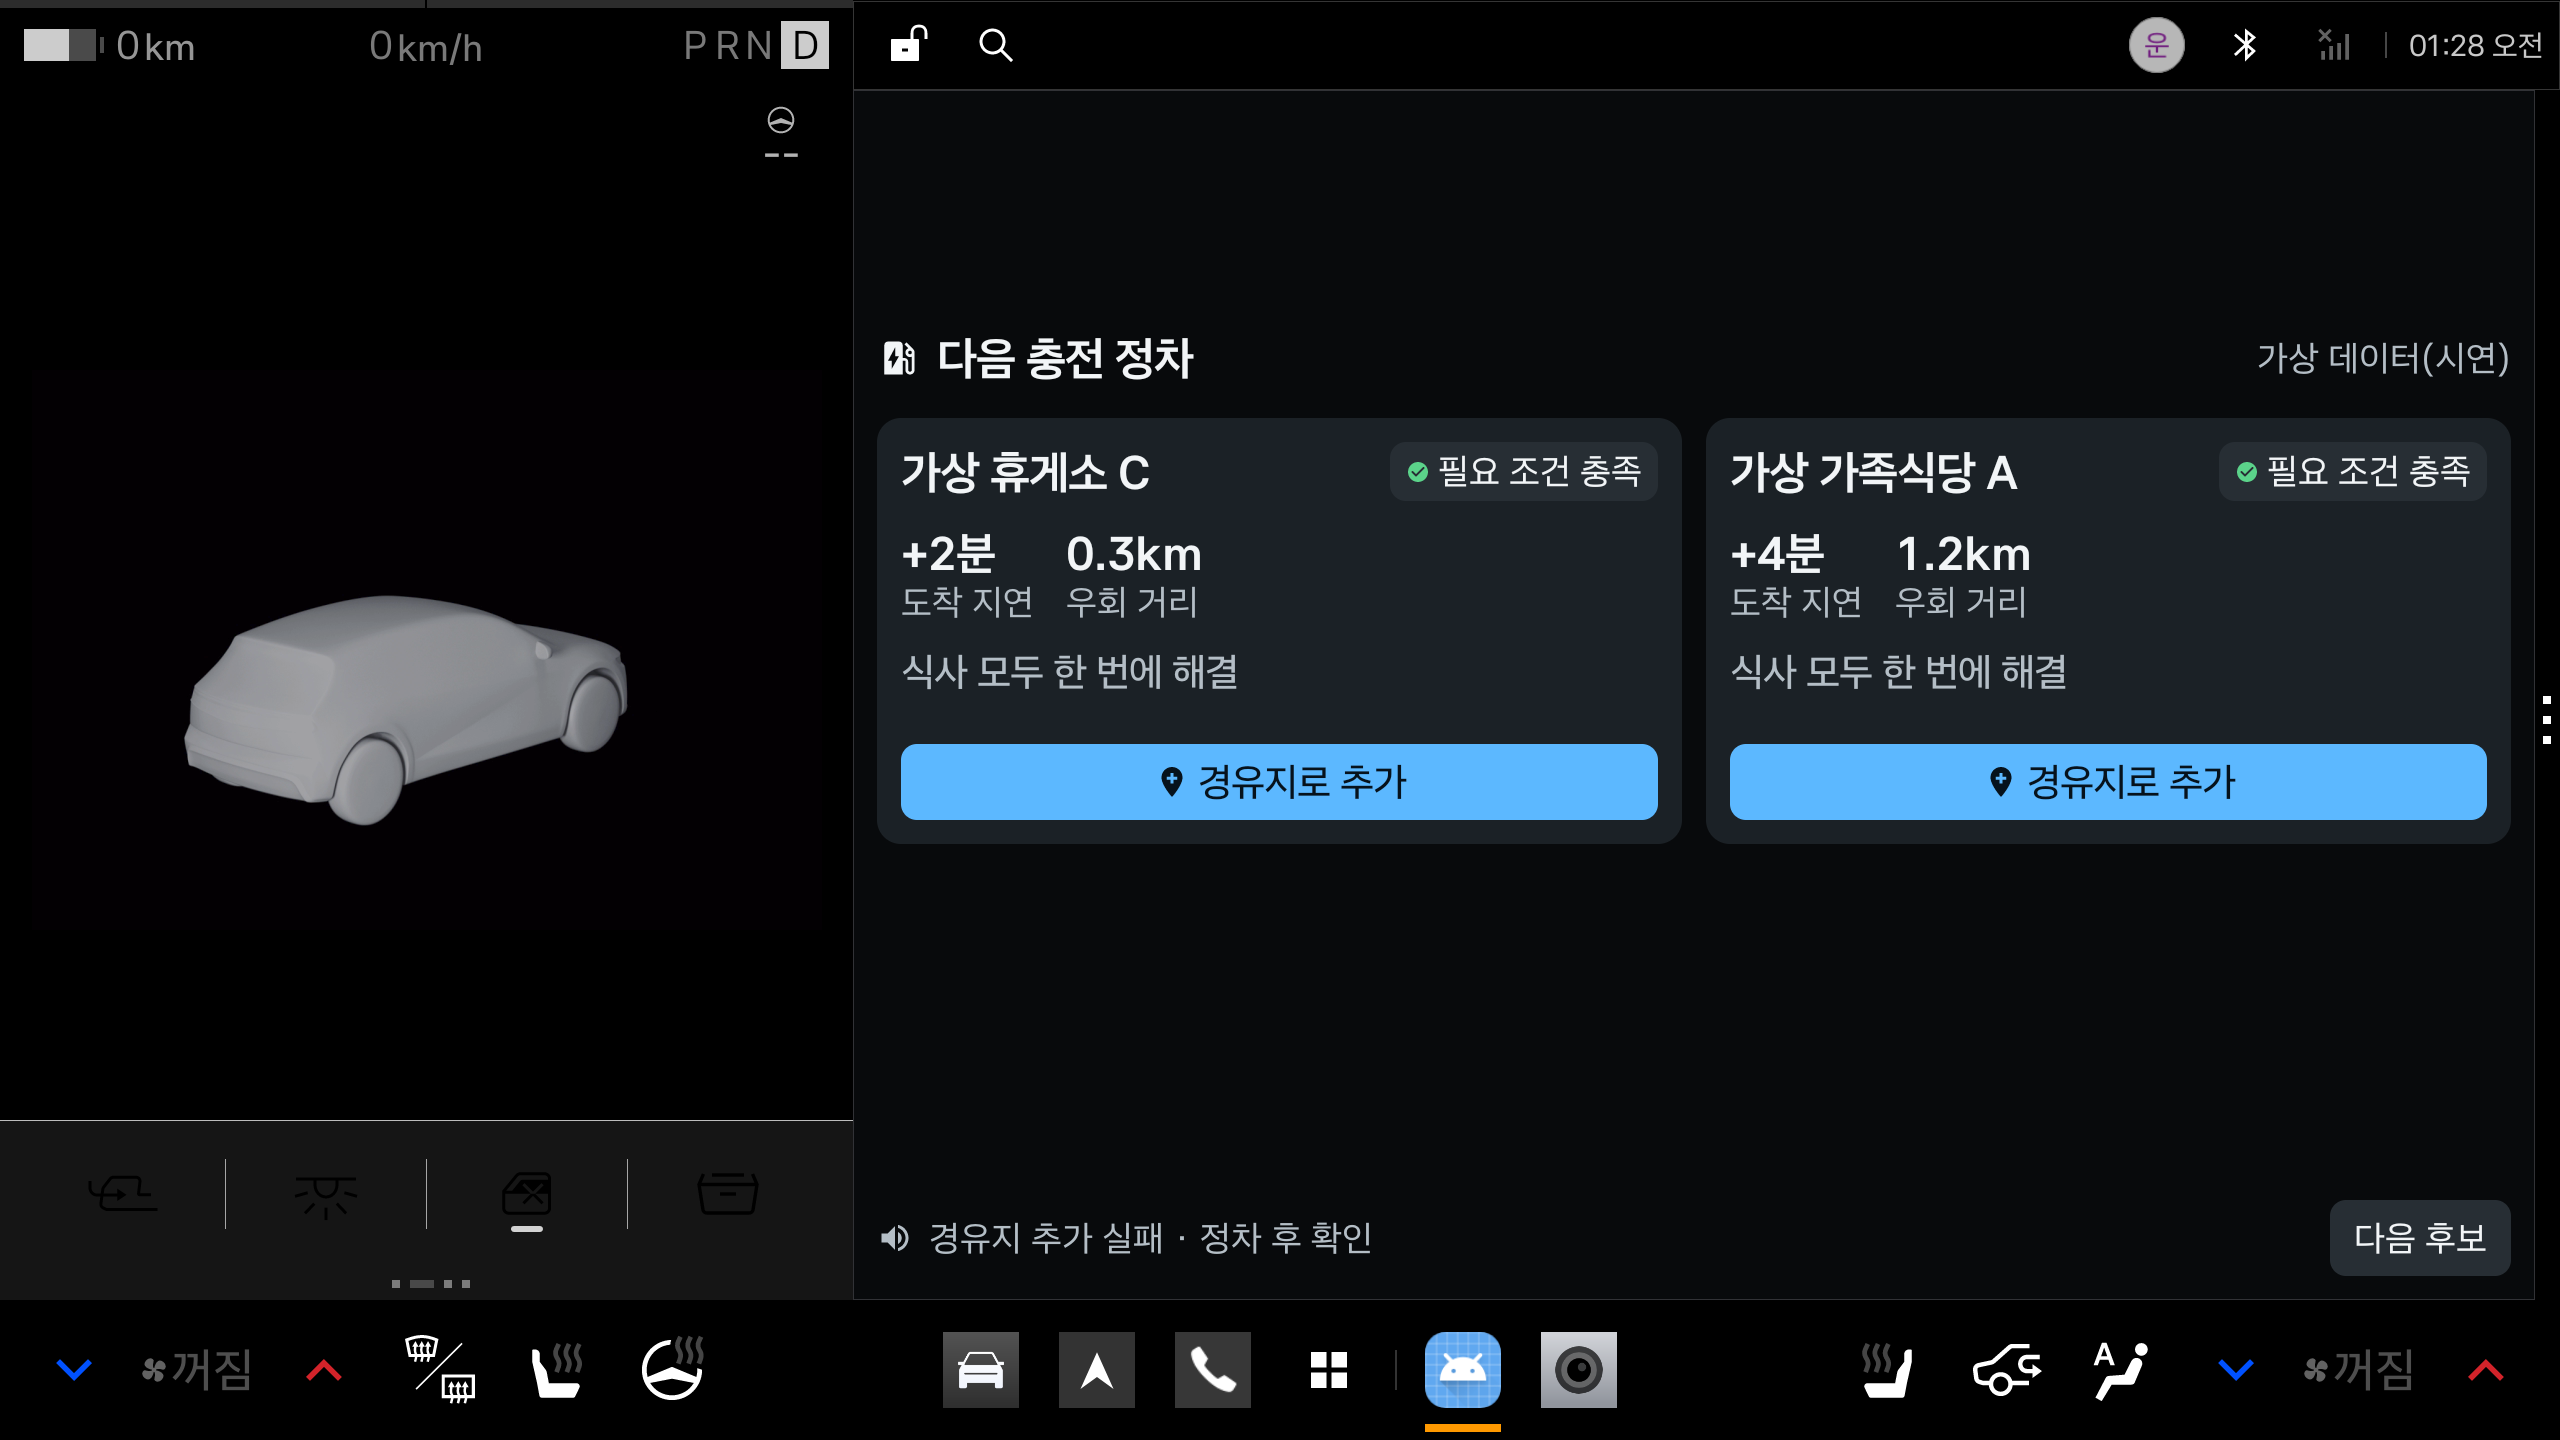 0km
0km/h
P R N D
운
01:28 오전
다음 충전 정차
가상 데이터(시연)
가상 휴게소 C
필요 조건 충족
+2분
0.3km
도착 지연
우회 거리
식사 모두 한 번에 해결
경유지로 추가
가상 가족식당 A
필요 조건 충족
+4분
1.2km
도착 지연
우회 거리
식사 모두 한 번에 해결
경유지로 추가
경유지 추가 실패 · 정차 후 확인
다음 후보
꺼짐
A
꺼짐